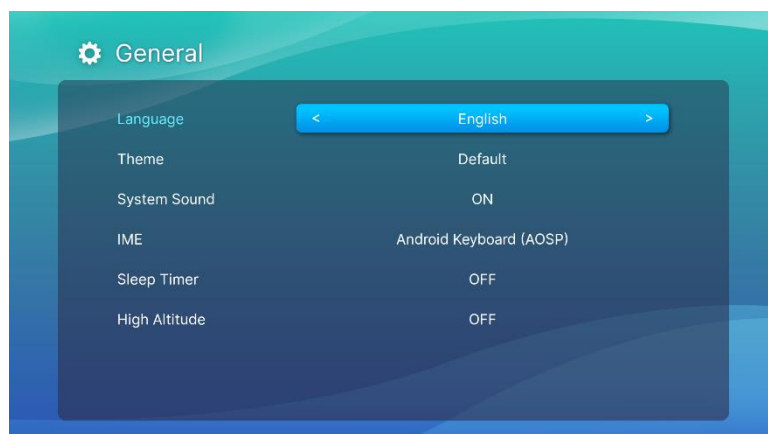 General
Language < English >
Theme Default
System Sound ON
IME Android Keyboard (AOSP)
Sleep Timer OFF
High Altitude OFF